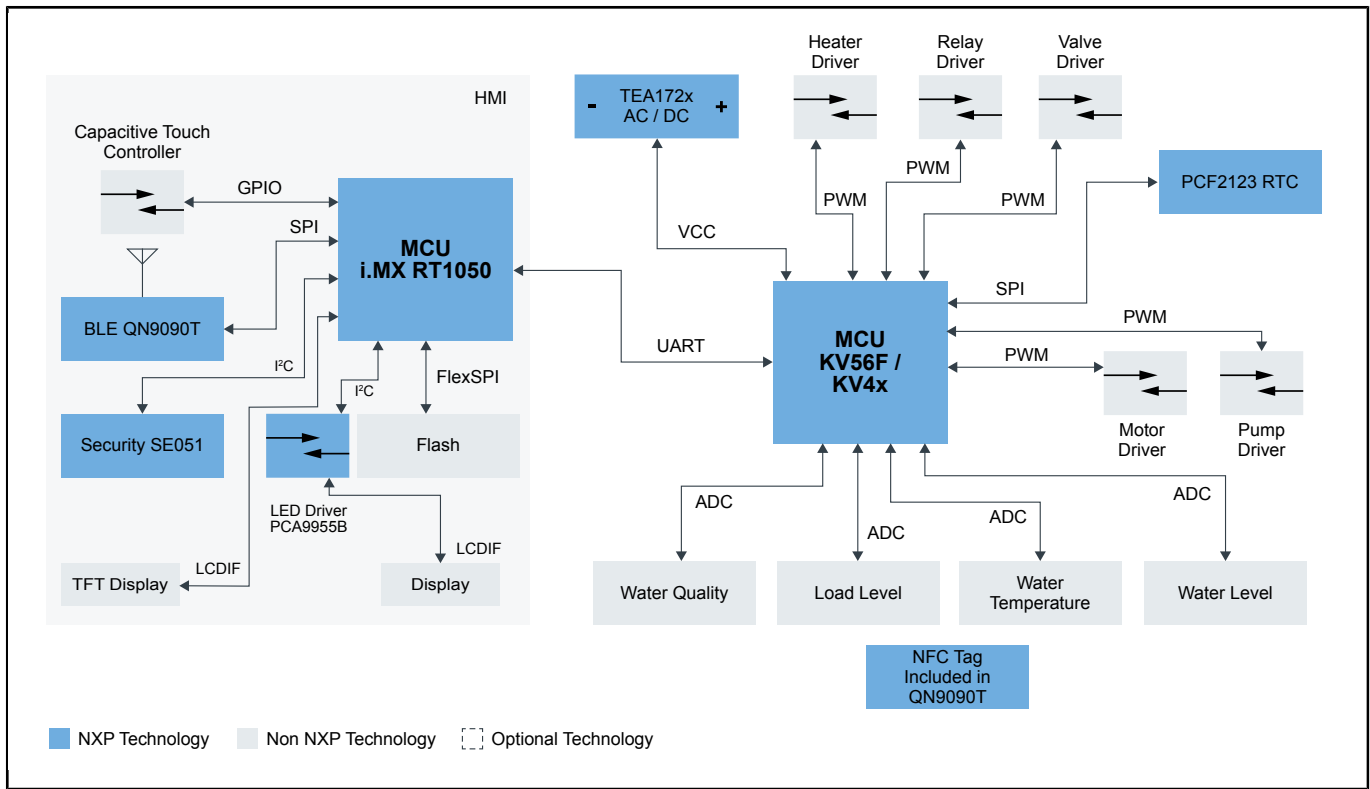 HMI
Capacitive Touch
Controller
GPIO
SPI
MCU
i.MX RT1050
BLE QN9090T
I²C
Security SE051
I²C
FlexSPI
Flash
LED Driver
PCA9955B
LCDIF
TFT Display
LCDIF
Display
UART
- TEA172x +
AC / DC
VCC
Heater
Driver
PWM
Relay
Driver
PWM
Valve
Driver
PWM
PCF2123 RTC
SPI
MCU
KV56F /
KV4x
PWM
PWM
Motor
Driver
Pump
Driver
ADC
ADC
ADC
ADC
Water Quality
Load Level
Water
Temperature
Water Level
NFC Tag
Included in
QN9090T
NXP Technology
Non NXP Technology
Optional Technology